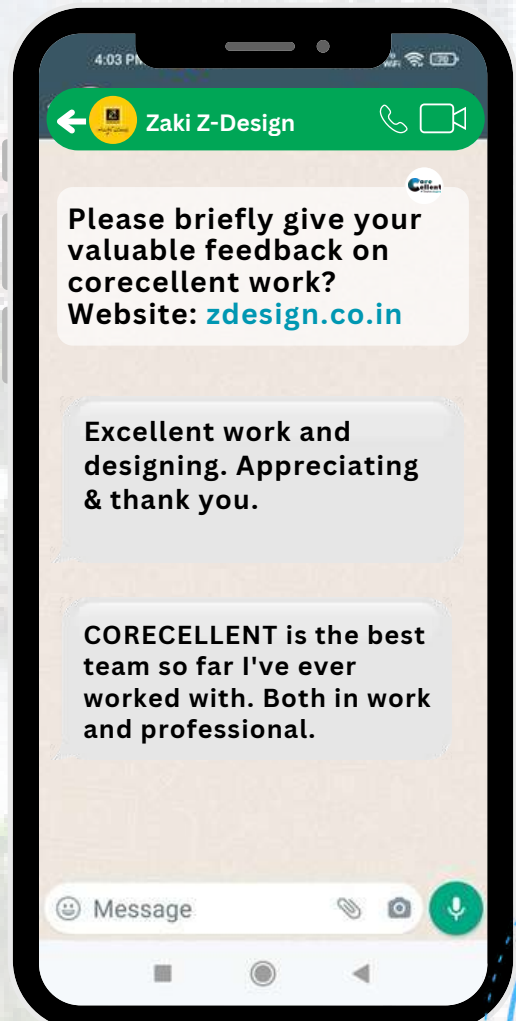 4:03 PM
Zaki Z-Design
Core
Cellent
Please briefly give your
valuable feedback on
corecellent work?
Website: zdesign.co.in
Excellent work and
designing. Appreciating
& thank you.
CORECELLENT is the best
team so far I've ever
worked with. Both in work
and professional.
Message